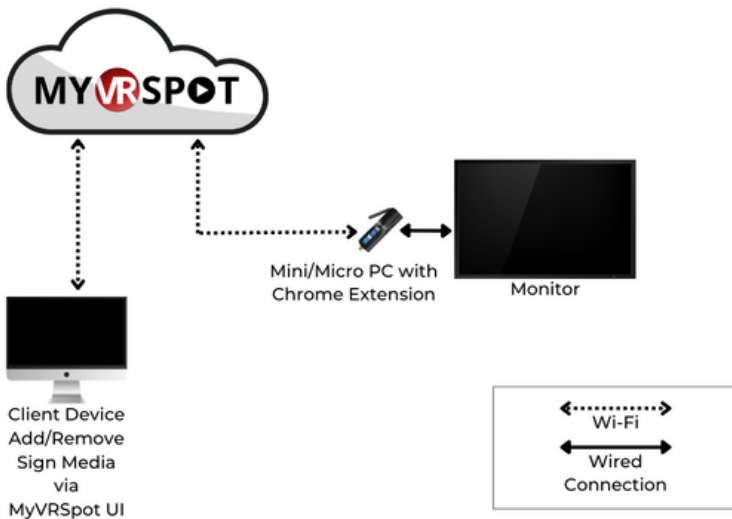 MYVRSPOT
Mini/Micro PC with
Chrome Extension
Monitor
Client Device
Add/Remove
Sign Media
via
MyVRSpot UI
Wi-Fi
Wired
Connection